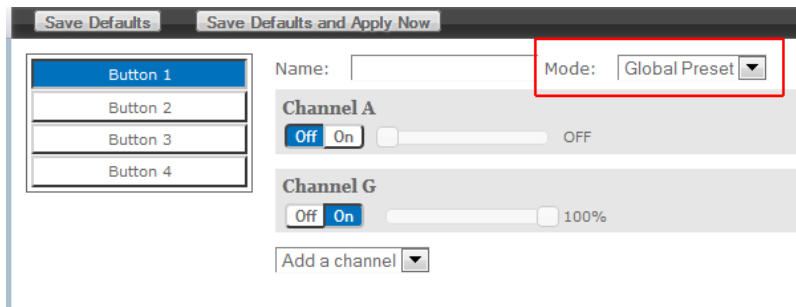 Save Defaults Save Defaults and Apply Now
Button 1
Button 2
Button 3
Button 4
Name: Mode: Global Preset
Channel A
Off On OFF
Channel G
Off On 100%
Add a channel